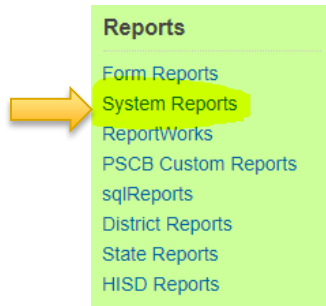 Reports
Form Reports
System Reports
ReportWorks
PSCB Custom Reports
sqlReports
District Reports
State Reports
HISD Reports